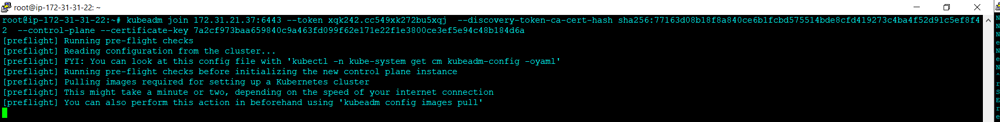 root@ip-172-31-31-22: ~
root@ip-172-31-31-22:~# kubeadm join 172.31.21.37:6443 --token xqk242.cc549xk272bu5xqj  --discovery-token-ca-cert-hash sha256:77163d08b18f8a840ce6b1fcbd575514bde8cfd419273c4ba4f52d91c5ef8f4
2  --control-plane --certificate-key 7a2cf973baa659840c9a463fd099f62e171e22f1e3800ce3ef5e94c48b184d6a
[preflight] Running pre-flight checks
[preflight] Reading configuration from the cluster...
[preflight] FYI: You can look at this config file with 'kubectl -n kube-system get cm kubeadm-config -oyaml'
[preflight] Running pre-flight checks before initializing the new control plane instance
[preflight] Pulling images required for setting up a Kubernetes cluster
[preflight] This might take a minute or two, depending on the speed of your internet connection
[preflight] You can also perform this action in beforehand using 'kubeadm config images pull'